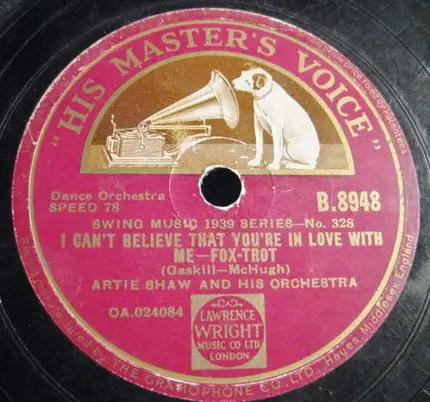 "HIS MASTER'S VOICE"
Dance Orchestra
SPEED 78
B.8948
SWING MUSIC 1939 SERIES—No. 328
I CAN'T BELIEVE THAT YOU'RE IN LOVE WITH
ME—FOX-TROT
(Gaskill—McHugh)
ARTIE SHAW AND HIS ORCHESTRA
OA.024084
LAWRENCE
WRIGHT
MUSIC CO LTD
LONDON
by THE GRAMOPHONE CO., LTD., Hayes, Middlesex, England